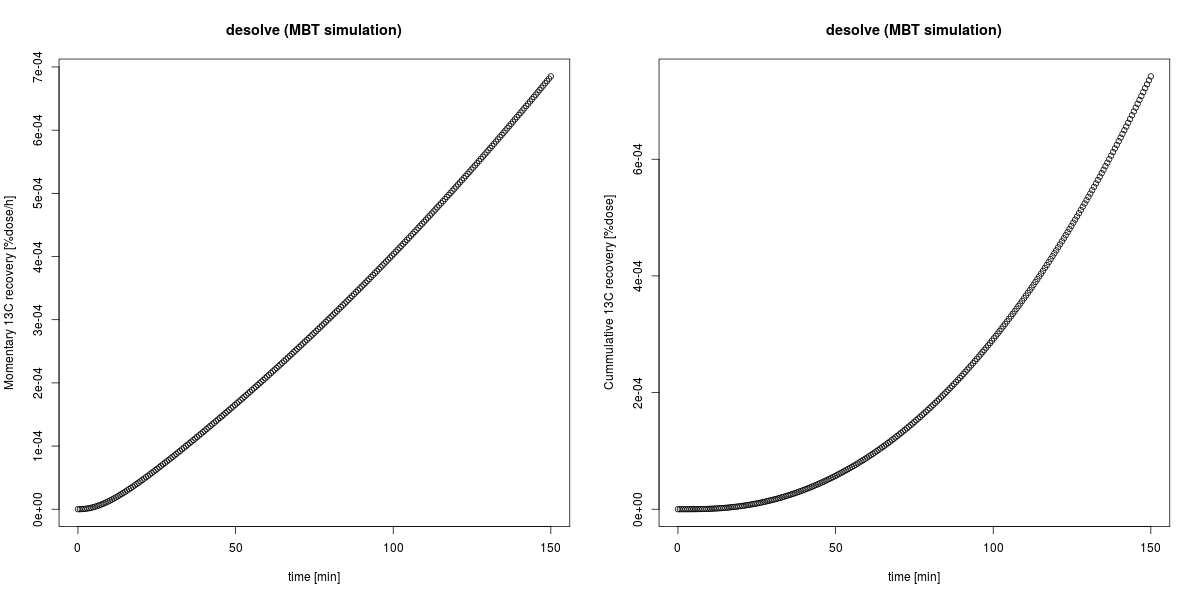 desolve (MBT simulation)
Momentary 13C recovery [%dose/h]
7e-04
6e-04
5e-04
4e-04
3e-04
2e-04
1e-04
0e+00
0 50 100 150
time [min]
desolve (MBT simulation)
Cummulative 13C recovery [%dose]
6e-04
4e-04
2e-04
0e+00
0 50 100 150
time [min]